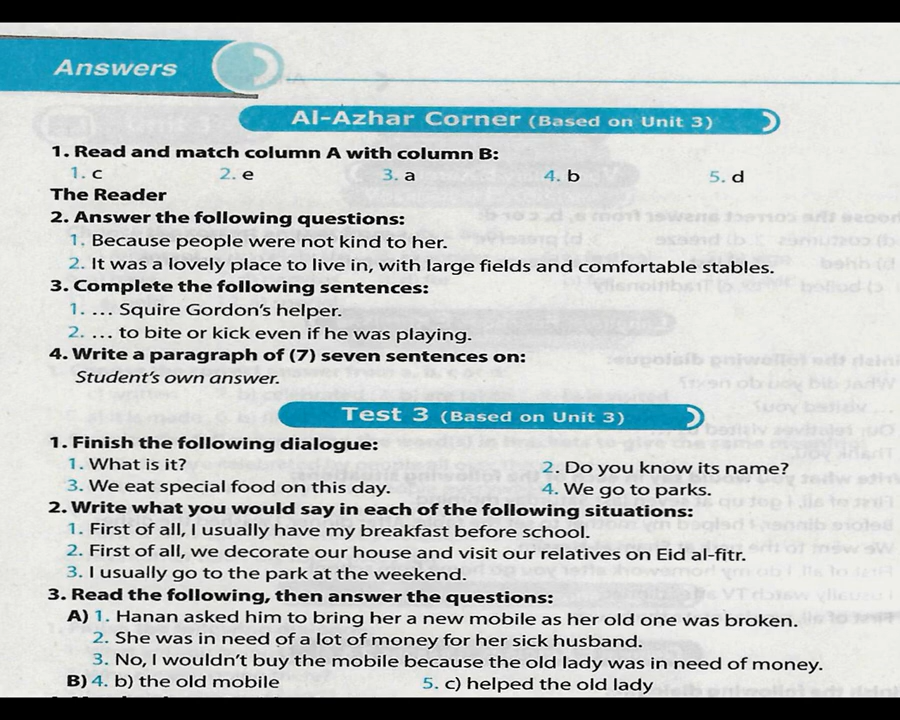 Answers
Al-Azhar Corner (Based on Unit 3)
1. Read and match column A with column B:
1. c 2. e 3. a 4. b 5. d
The Reader
2. Answer the following questions:
1. Because people were not kind to her.
2. It was a lovely place to live in, with large fields and comfortable stables.
3. Complete the following sentences:
1. ... Squire Gordon's helper.
2. ... to bite or kick even if he was playing.
4. Write a paragraph of (7) seven sentences on:
Student's own answer.
Test 3 (Based on Unit 3)
1. Finish the following dialogue:
1. What is it? 2. Do you know its name?
3. We eat special food on this day. 4. We go to parks.
2. Write what you would say in each of the following situations:
1. First of all, I usually have my breakfast before school.
2. First of all, we decorate our house and visit our relatives on Eid al-fitr.
3. I usually go to the park at the weekend.
3. Read the following, then answer the questions:
A) 1. Hanan asked him to bring her a new mobile as her old one was broken.
2. She was in need of a lot of money for her sick husband.
3. No, I wouldn't buy the mobile because the old lady was in need of money.
B) 4. b) the old mobile 5. c) helped the old lady